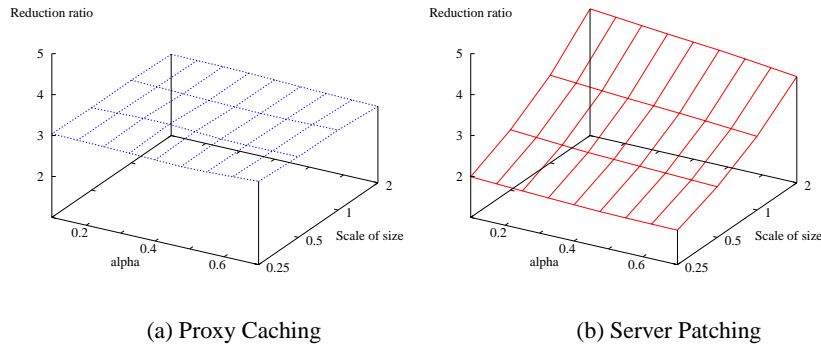 Reduction ratio
5
4
3
2
0.2
0.4
0.6
alpha
0.25
0.5
1
2
Scale of size
(a) Proxy Caching
Reduction ratio
5
4
3
2
0.2
0.4
0.6
alpha
0.25
0.5
1
2
Scale of size
(b) Server Patching